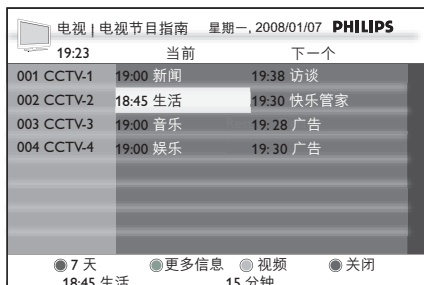 电视 | 电视节目指南 星期一, 2008/01/07 PHILIPS
19:23 当前 下一个
001 CCTV-1 19:00 新闻 19:38 访谈
002 CCTV-2 18:45 生活 19:30 快乐管家
003 CCTV-3 19:00 音乐 19:28 广告
004 CCTV-4 19:00 娱乐 19:30 广告
7 天 更多信息 视频 关闭
18:45 生活 15 分钟